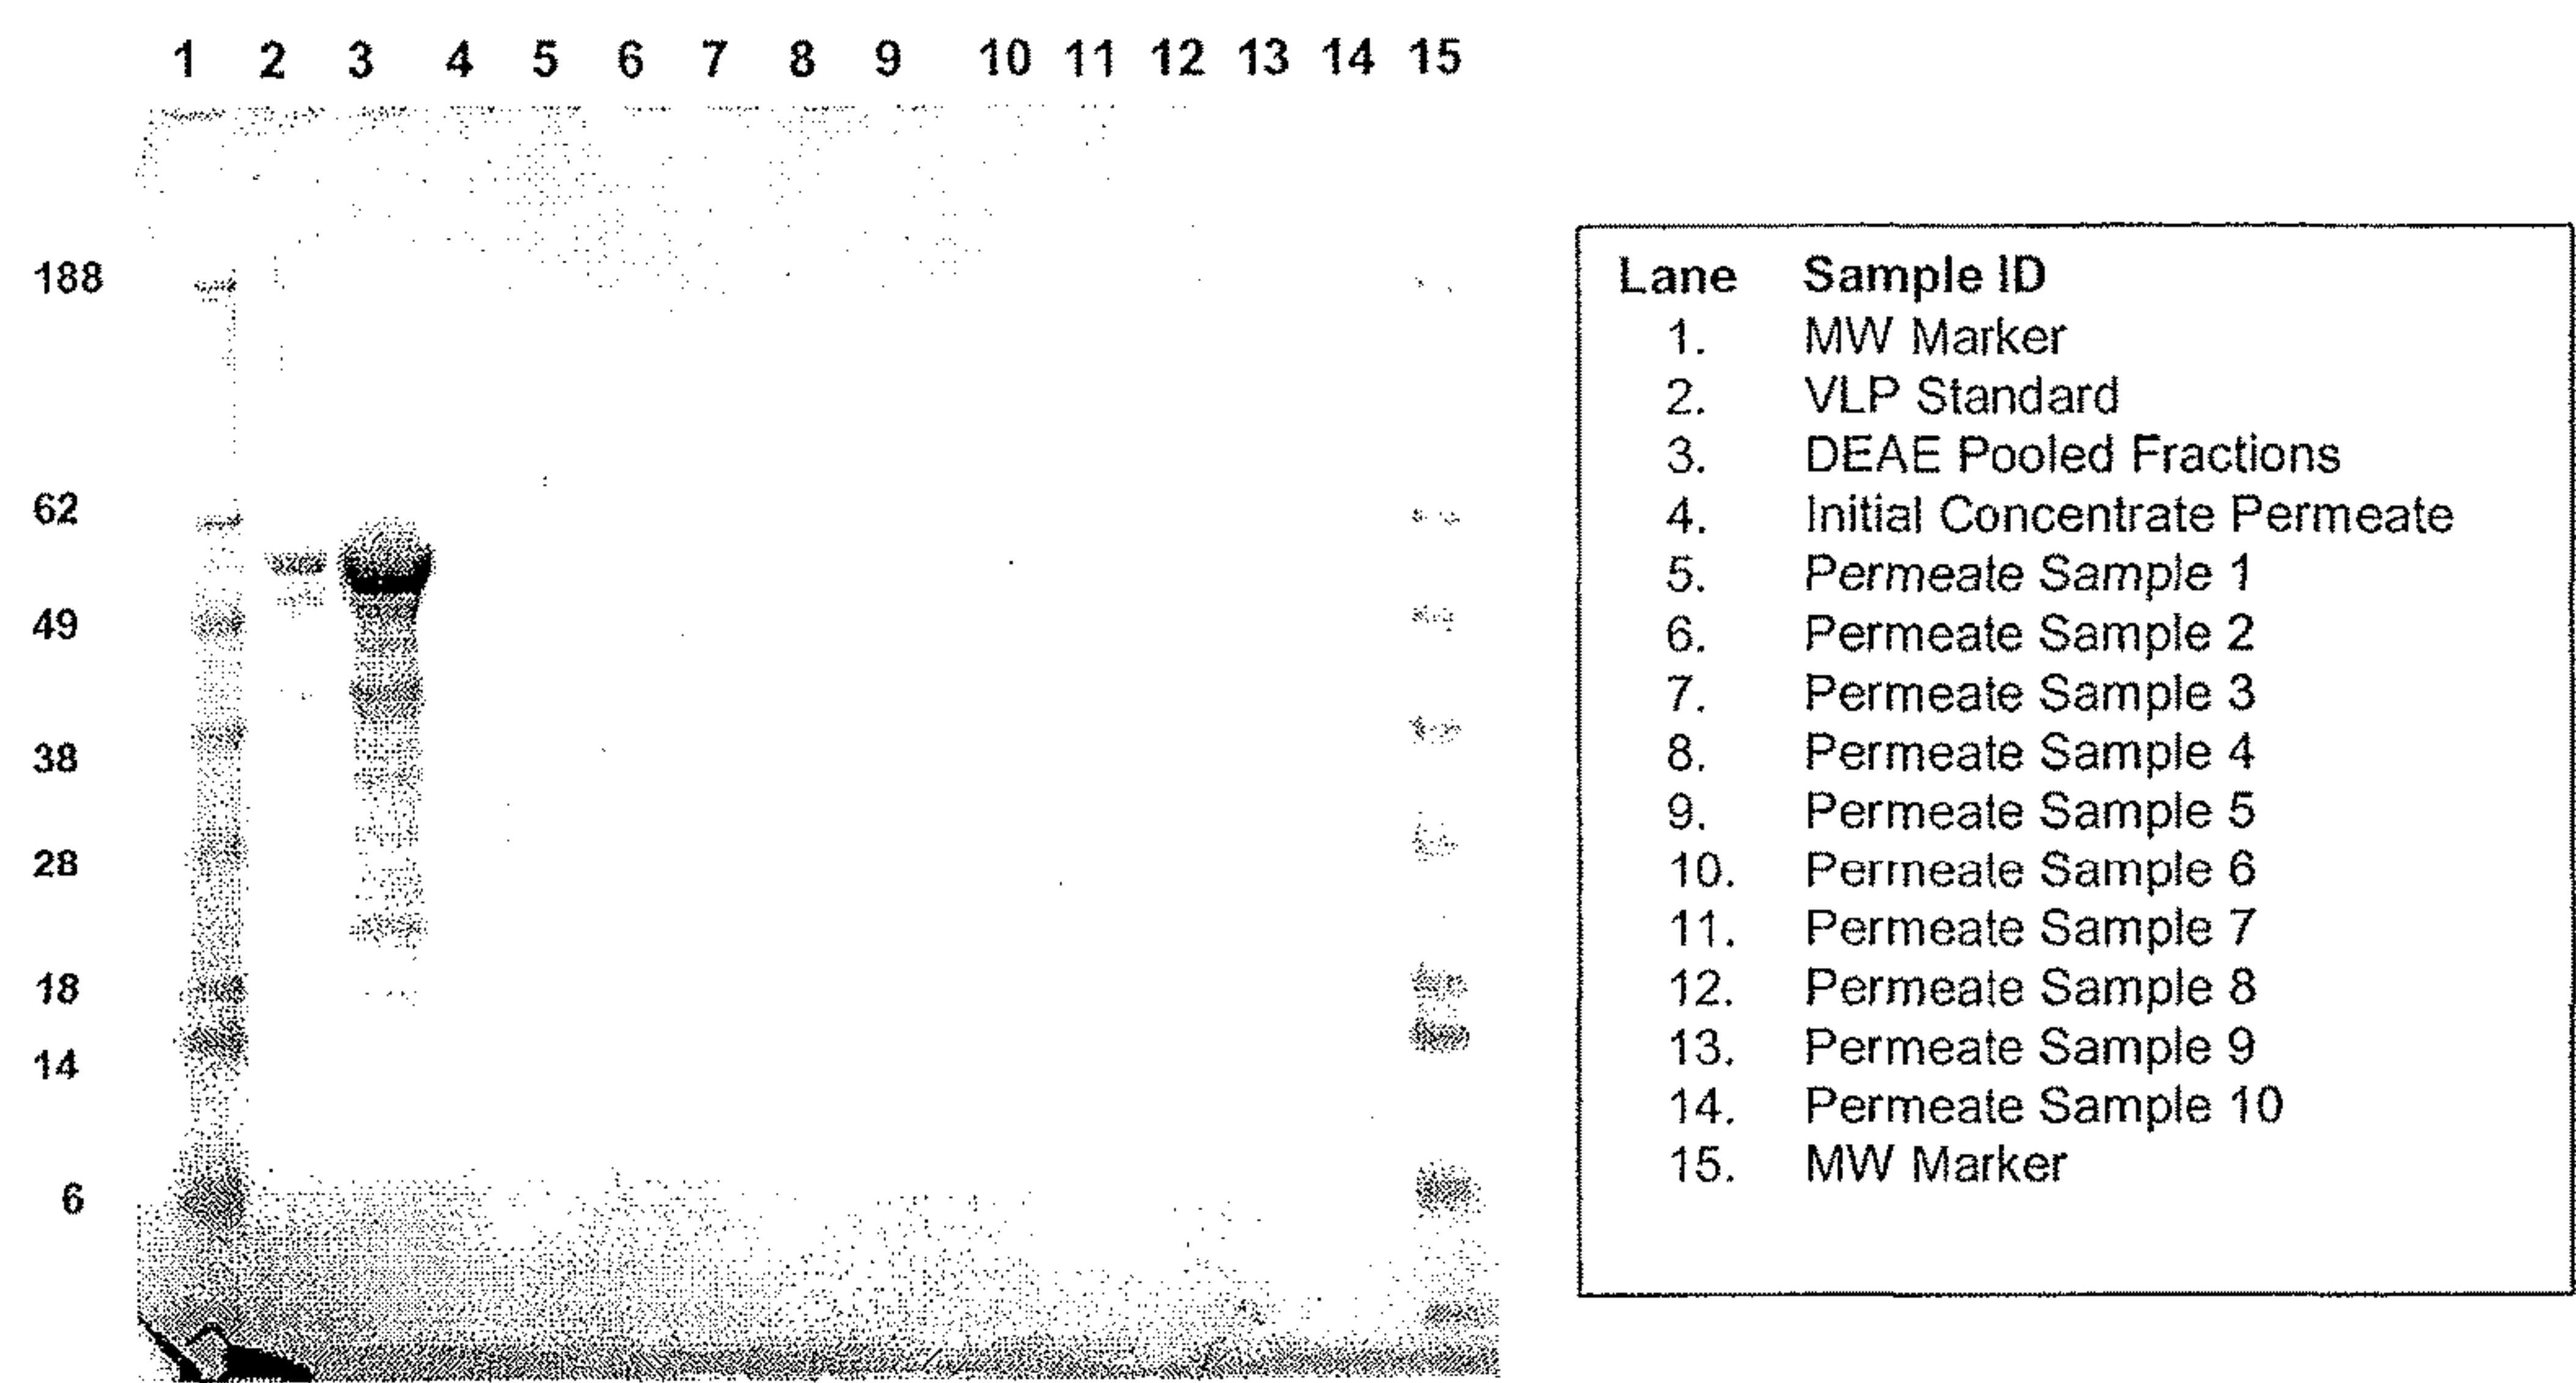 1 2 3 4 5 6 7 8 9 10 11 12 13 14 15
188
62
49
38
28
18
14
6
Lane Sample ID
1. MW Marker
2. VLP Standard
3. DEAE Pooled Fractions
4. Initial Concentrate Permeate
5. Permeate Sample 1
6. Permeate Sample 2
7. Permeate Sample 3
8. Permeate Sample 4
9. Permeate Sample 5
10. Permeate Sample 6
11. Permeate Sample 7
12. Permeate Sample 8
13. Permeate Sample 9
14. Permeate Sample 10
15. MW Marker